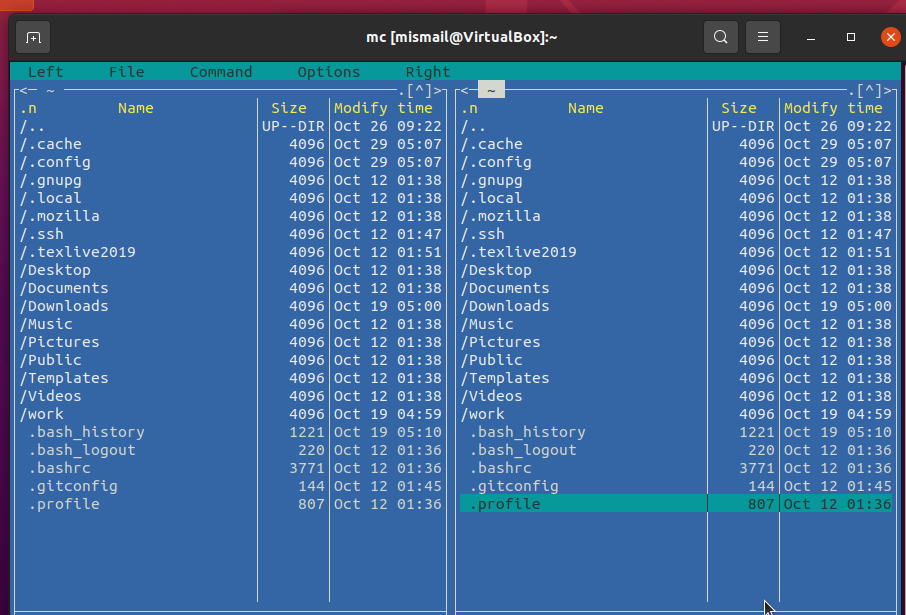 mc [mismail@VirtualBox]:~
Left File Command Options Right
<─ ~ .[^]> <─ ~ .[^]>
.n Name Size Modify time .n Name Size Modify time
/.. UP--DIR Oct 26 09:22 /.. UP--DIR Oct 26 09:22
/.cache 4096 Oct 29 05:07 /.cache 4096 Oct 29 05:07
/.config 4096 Oct 29 05:07 /.config 4096 Oct 29 05:07
/.gnupg 4096 Oct 12 01:38 /.gnupg 4096 Oct 12 01:38
/.local 4096 Oct 12 01:38 /.local 4096 Oct 12 01:38
/.mozilla 4096 Oct 12 01:38 /.mozilla 4096 Oct 12 01:38
/.ssh 4096 Oct 12 01:47 /.ssh 4096 Oct 12 01:47
/.texlive2019 4096 Oct 12 01:51 /.texlive2019 4096 Oct 12 01:51
/Desktop 4096 Oct 12 01:38 /Desktop 4096 Oct 12 01:38
/Documents 4096 Oct 12 01:38 /Documents 4096 Oct 12 01:38
/Downloads 4096 Oct 19 05:00 /Downloads 4096 Oct 19 05:00
/Music 4096 Oct 12 01:38 /Music 4096 Oct 12 01:38
/Pictures 4096 Oct 12 01:38 /Pictures 4096 Oct 12 01:38
/Public 4096 Oct 12 01:38 /Public 4096 Oct 12 01:38
/Templates 4096 Oct 12 01:38 /Templates 4096 Oct 12 01:38
/Videos 4096 Oct 12 01:38 /Videos 4096 Oct 12 01:38
/work 4096 Oct 19 04:59 /work 4096 Oct 19 04:59
.bash_history 1221 Oct 19 05:10 .bash_history 1221 Oct 19 05:10
.bash_logout 220 Oct 12 01:36 .bash_logout 220 Oct 12 01:36
.bashrc 3771 Oct 12 01:36 .bashrc 3771 Oct 12 01:36
.gitconfig 144 Oct 12 01:45 .gitconfig 144 Oct 12 01:45
.profile 807 Oct 12 01:36 .profile 807 Oct 12 01:36